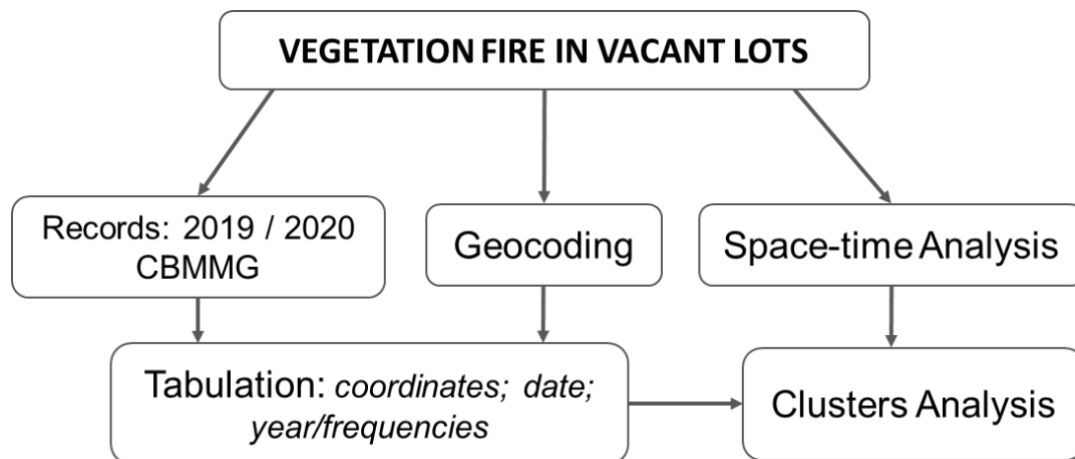 VEGETATION FIRE IN VACANT LOTS
Records: 2019 / 2020
CBMMG
Geocoding
Space-time Analysis
Tabulation: coordinates; date;
year/frequencies
Clusters Analysis